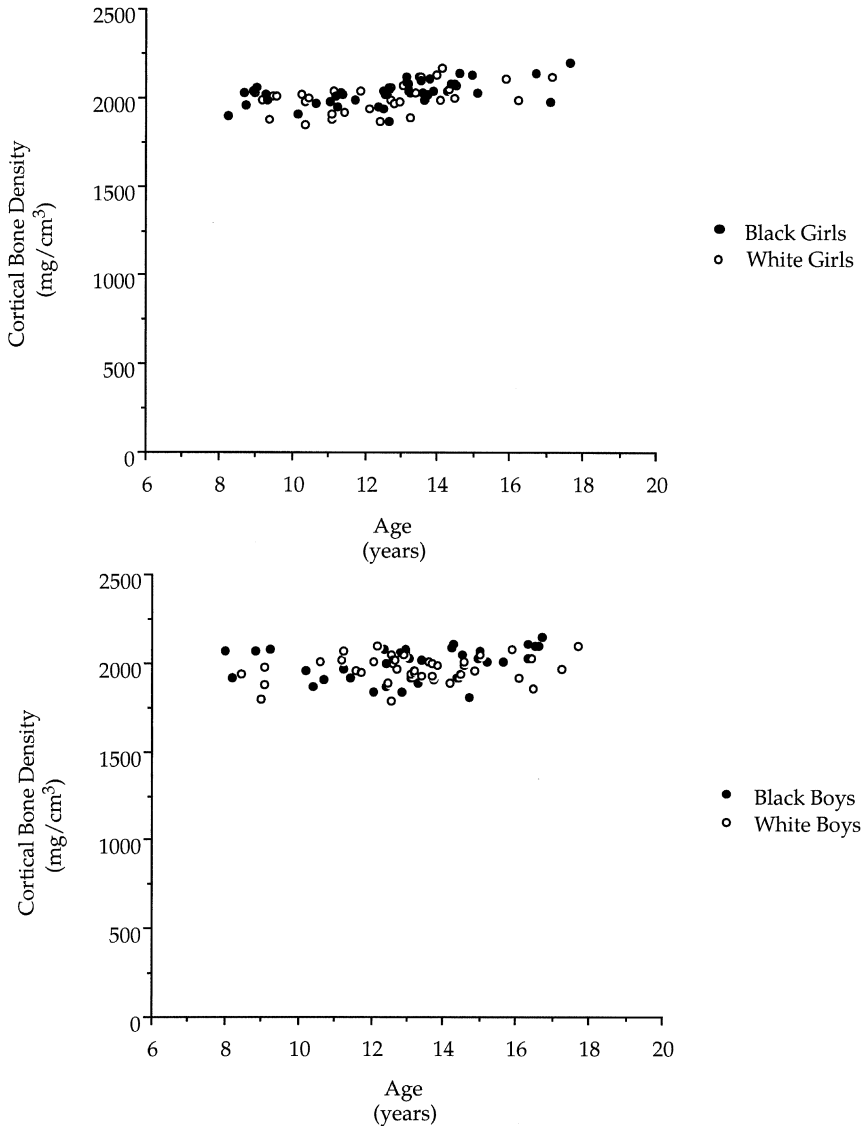 2500
2000
1500
1000
500
0
Cortical Bone Density
(mg/cm³)
6 8 10 12 14 16 18 20
Age
(years)
Black Girls
White Girls
2500
2000
1500
1000
500
0
Cortical Bone Density
(mg/cm³)
6 8 10 12 14 16 18 20
Age
(years)
Black Boys
White Boys